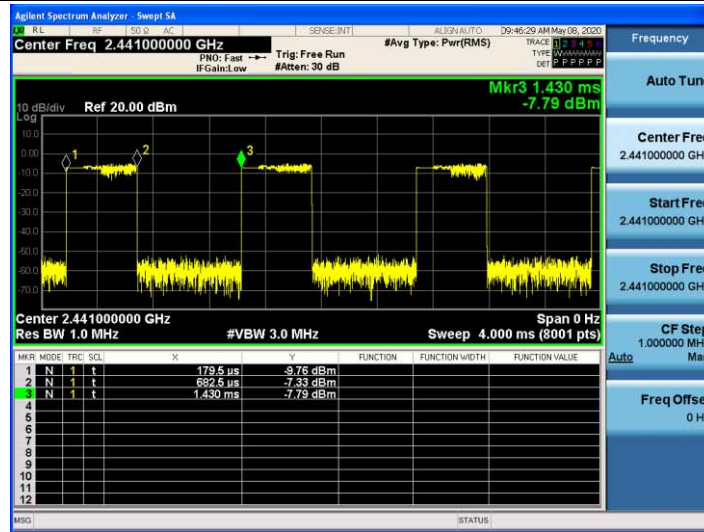 Agilent Spectrum Analyzer - Swept SA
RL RF 50 Ω AC SENSE:INT ALIGN AUTO 09:46:29 AM May 08, 2020
Center Freq 2.441000000 GHz
PNO: Fast
IFGain:Low
Trig: Free Run
#Atten: 30 dB
#Avg Type: Pwr(RMS)
TRACE 1 2 3 4 5 6
TYPE
DET P P P P P P
Mkr3 1.430 ms
-7.79 dBm
10 dB/div Ref 20.00 dBm
Log
10.0
0.00
-10.0
-20.0
-30.0
-40.0
-50.0
-60.0
-70.0
1
2
3
Center 2.441000000 GHz Span 0 Hz
Res BW 1.0 MHz #VBW 3.0 MHz Sweep 4.000 ms (8001 pts)
MKR MODE TRC SCL X Y FUNCTION FUNCTION WIDTH FUNCTION VALUE
1 N 1 t 179.5 µs -9.76 dBm
2 N 1 t 682.5 µs -7.33 dBm
3 N 1 t 1.430 ms -7.79 dBm
4
5
6
7
8
9
10
11
12
MSG STATUS
Frequency
Auto Tun
Center Fre
2.441000000 GH
Start Fre
2.441000000 GH
Stop Fre
2.441000000 GH
CF Step
1.000000 MH
Auto Ma
Freq Offse
0 H